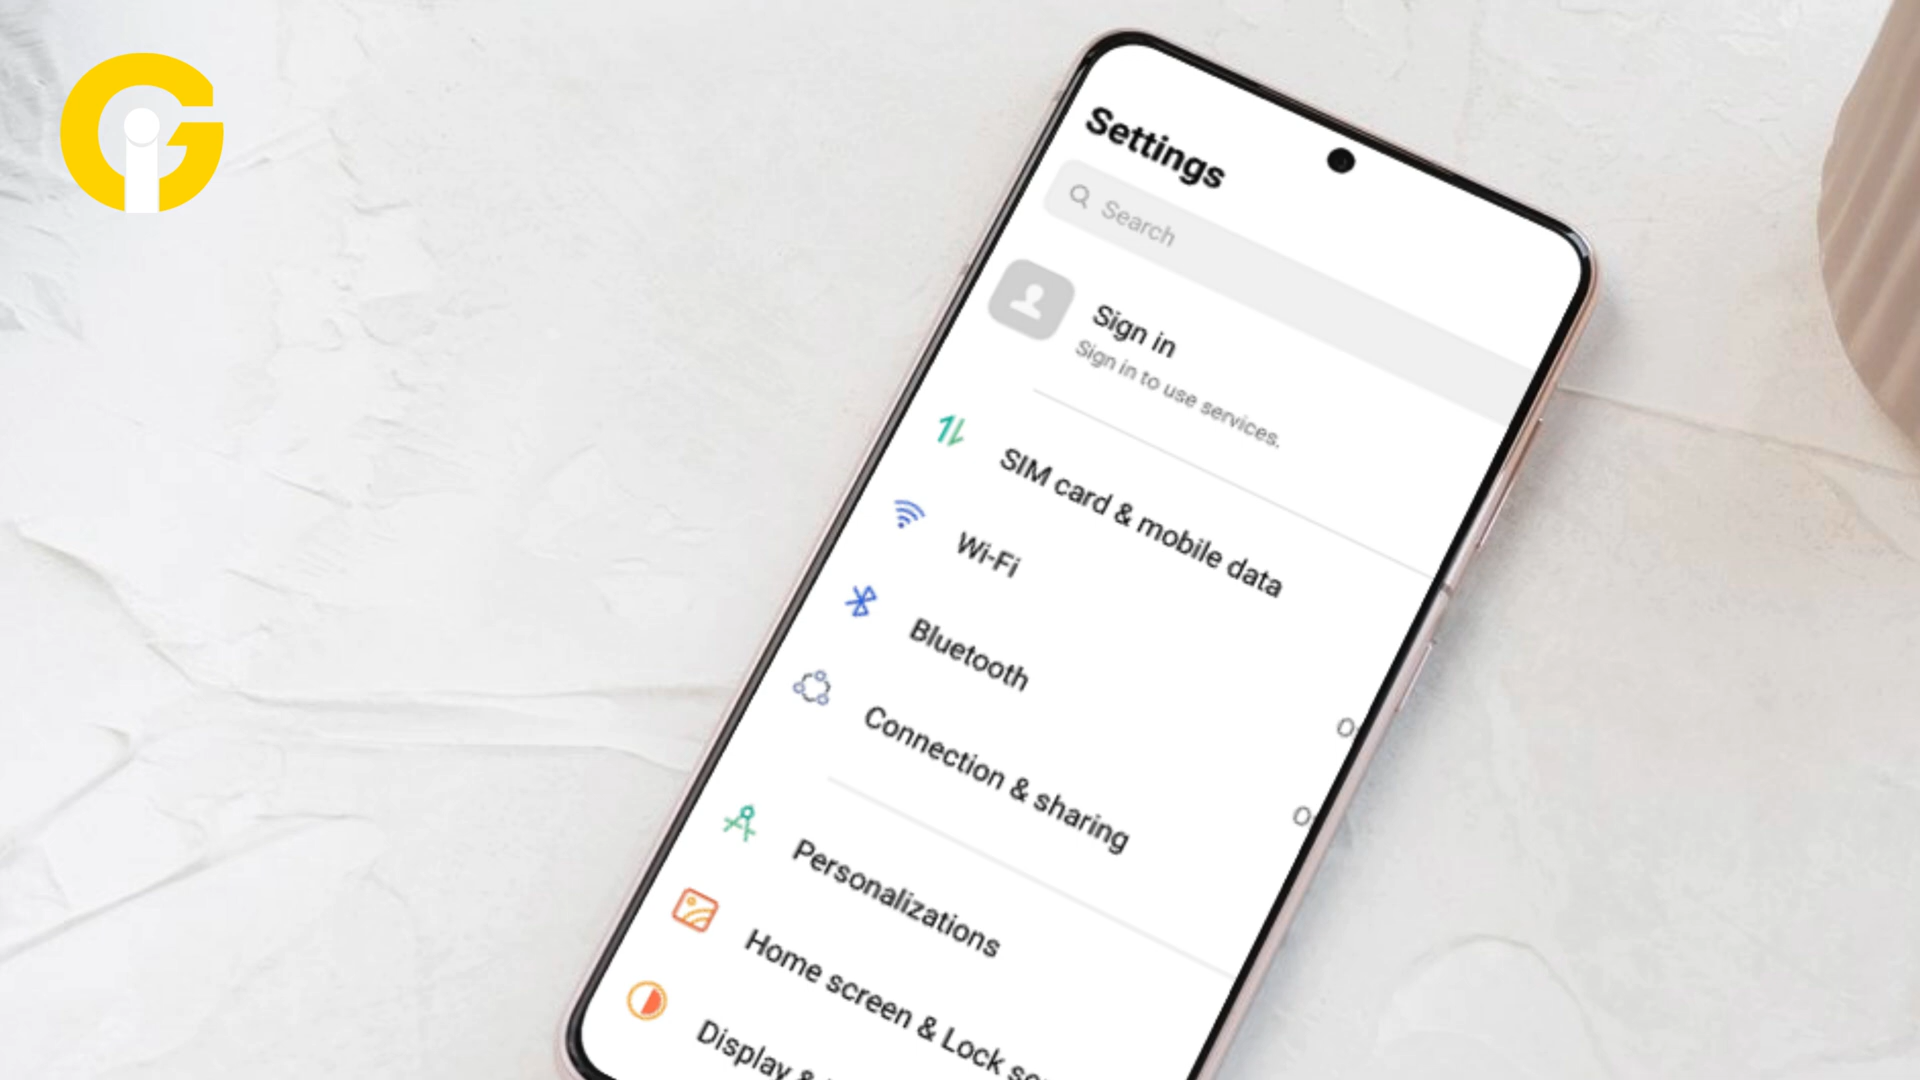 Settings
Search
Sign in
Sign in to use services.
SIM card & mobile data
Wi-Fi
Bluetooth
Connection & sharing
Personalizations
Home screen & Lock
Display &